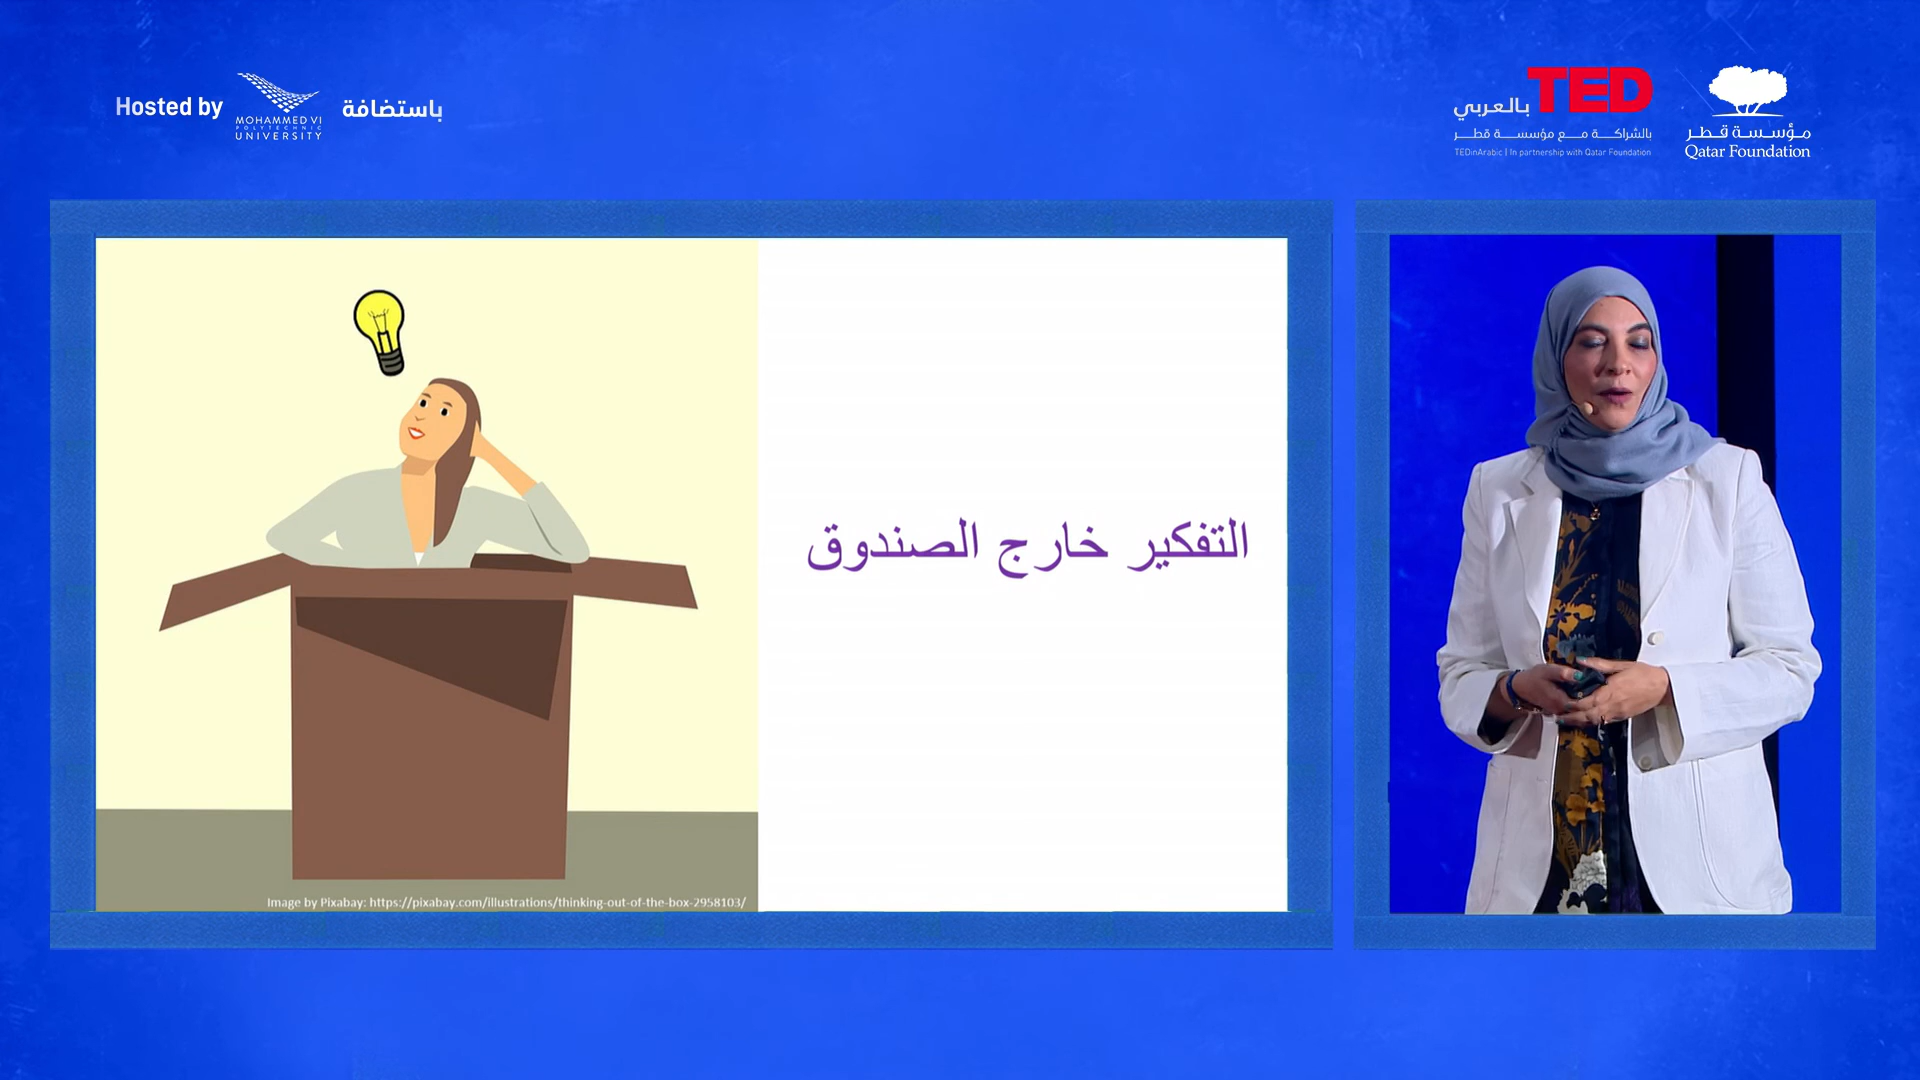 Hosted by
MOHAMMED VI
POLYTECHNIC
UNIVERSITY
باستضافة
TED بالعربي
بالشراكة مع مؤسسة قطر
TEDinArabic | In partnership with Qatar Foundation
مؤسسة قطر
Qatar Foundation
التفكير خارج الصندوق
Image by Pixabay: https://pixabay.com/illustrations/thinking-out-of-the-box-2958103/